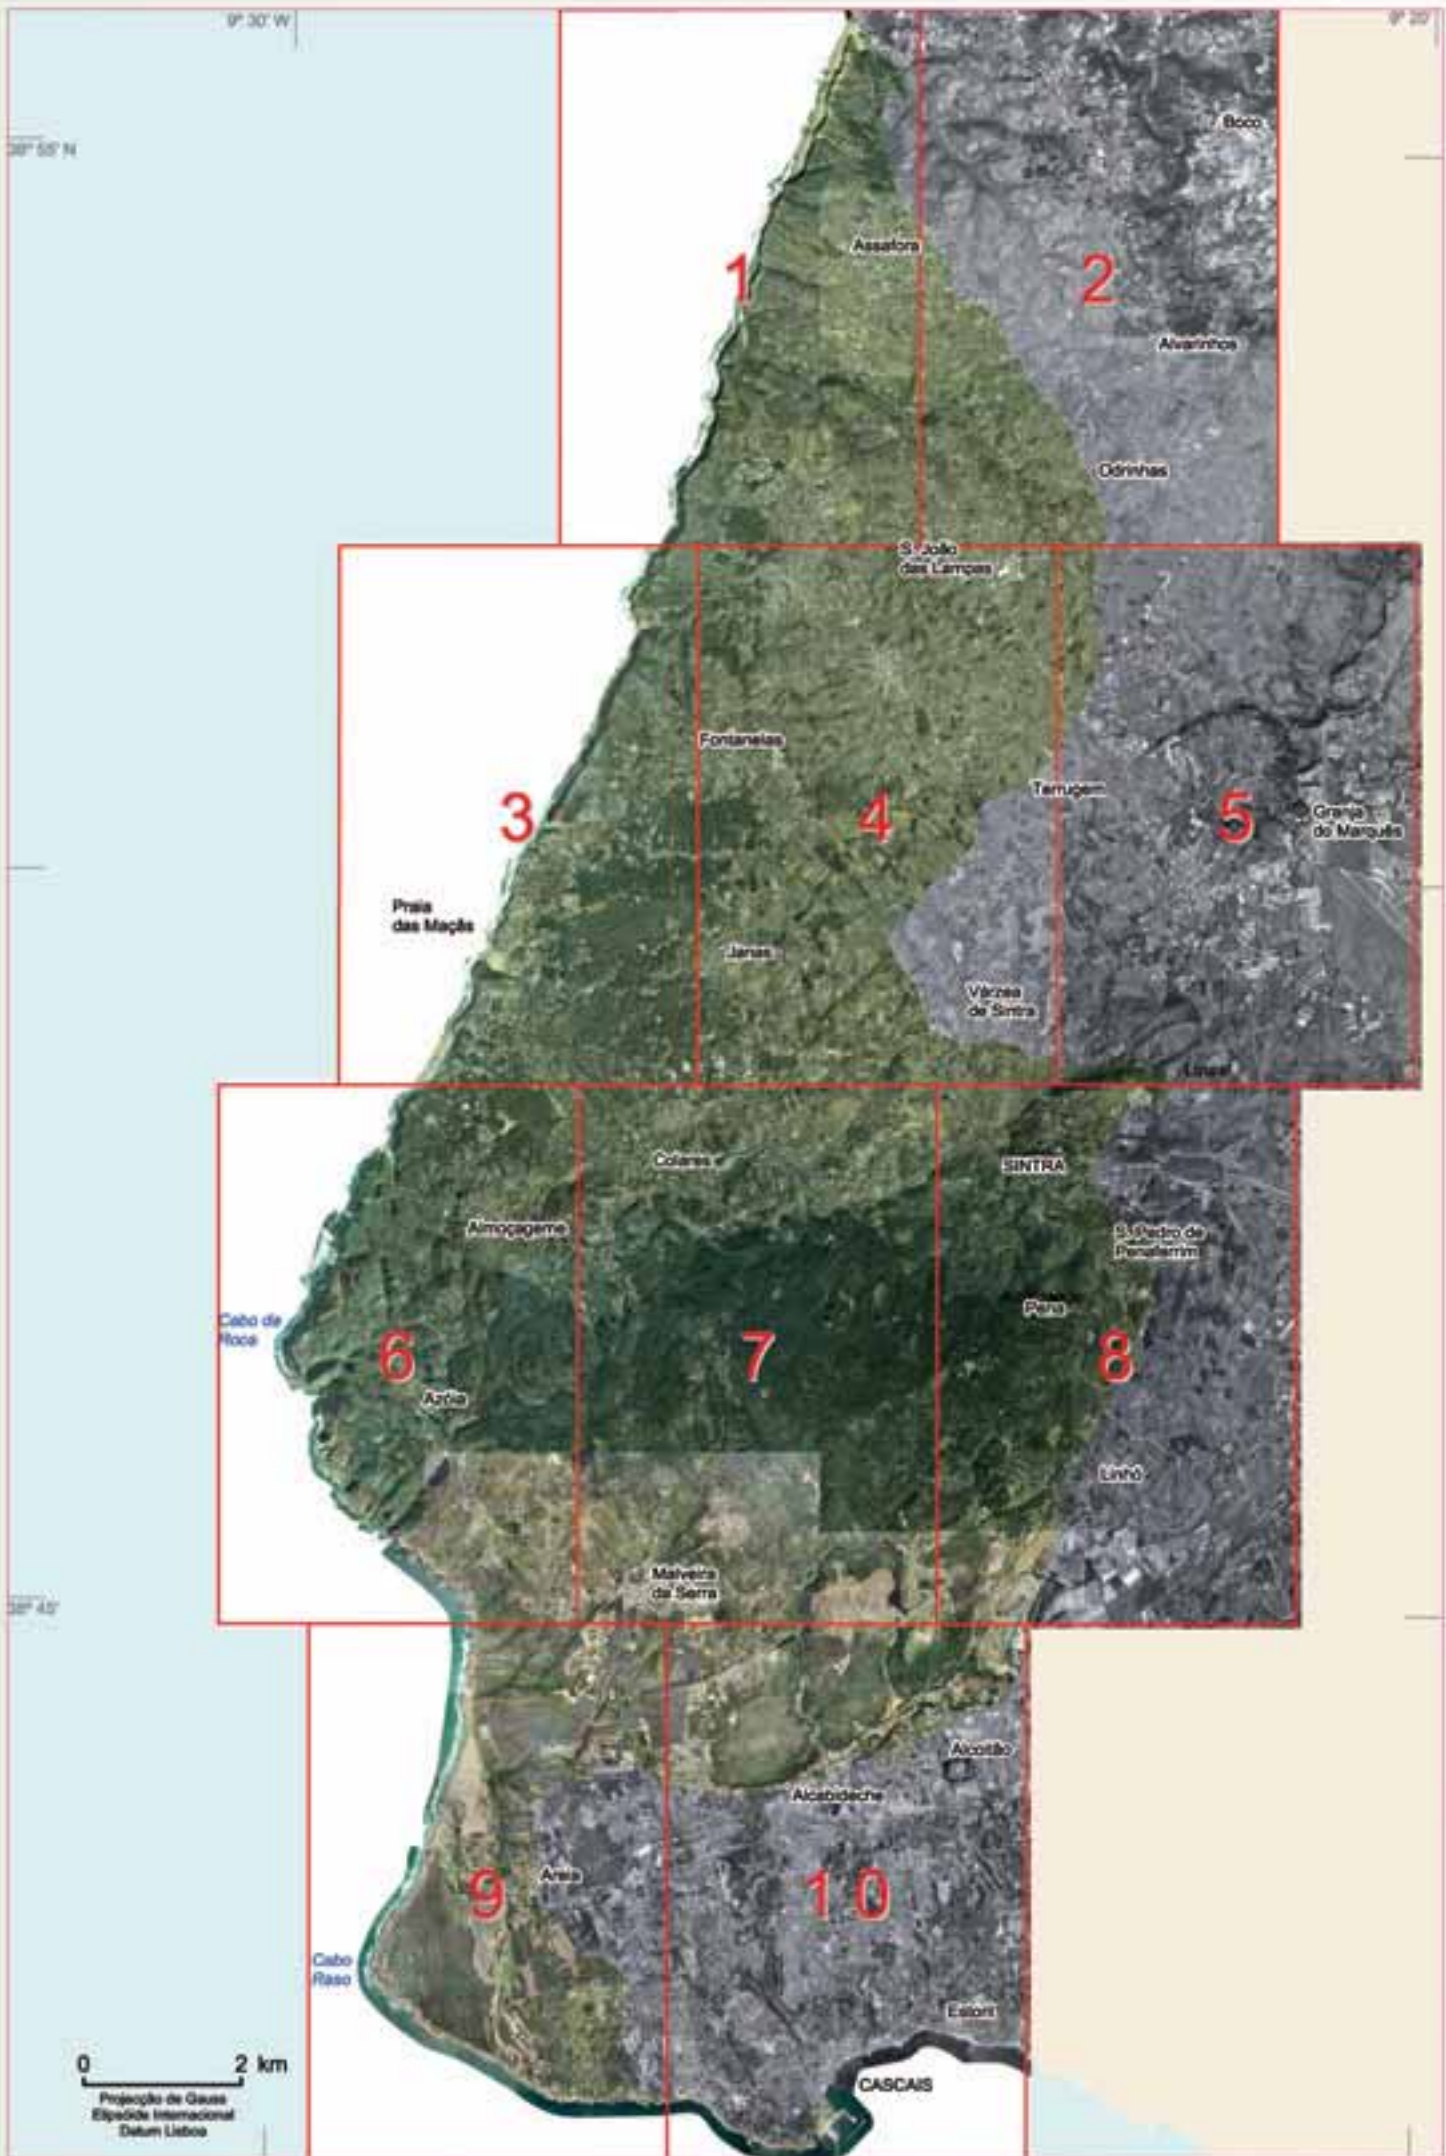 9° 30' W
9° 20'
38° 55' N
Boco
Assafora
1
2
Alvarinhos
Odrinhas
S. João
das Lampas
Fontanelas
Terrugem
3
4
5
Granja
do Marquês
Praia
das Maçãs
Janas
Várzea
de Sintra
Lourel
Colares
SINTRA
Almoçageme
S. Pedro de
Penaferrim
Pena
Cabo da
Roca
6
7
8
Azóia
Linhó
Malveira
da Serra
38° 45'
Alcoitão
Alcabideche
Areia
9
10
Cabo
Raso
Estoril
0 2 km
CASCAIS
Projecção de Gauss
Elipsóide Internacional
Datum Lisboa